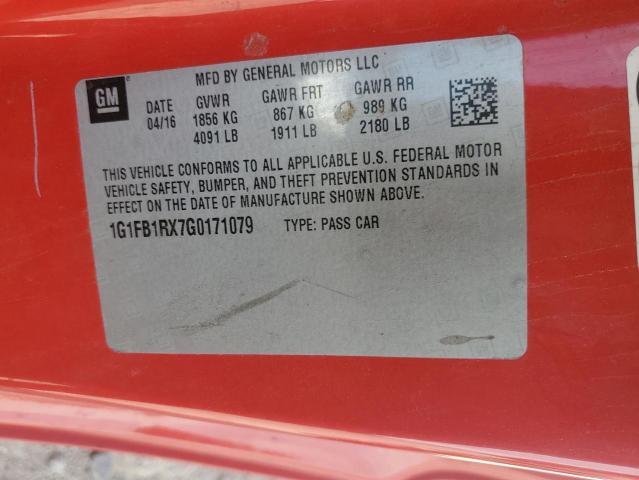 GM
MFD BY GENERAL MOTORS LLC
DATE GVWR GAWR FRT GAWR RR
04/16 1856 KG 867 KG 989 KG
4091 LB 1911 LB 2180 LB
THIS VEHICLE CONFORMS TO ALL APPLICABLE U.S. FEDERAL MOTOR
VEHICLE SAFETY, BUMPER, AND THEFT PREVENTION STANDARDS IN
EFFECT ON THE DATE OF MANUFACTURE SHOWN ABOVE.
1G1FB1RX7G0171079 TYPE: PASS CAR